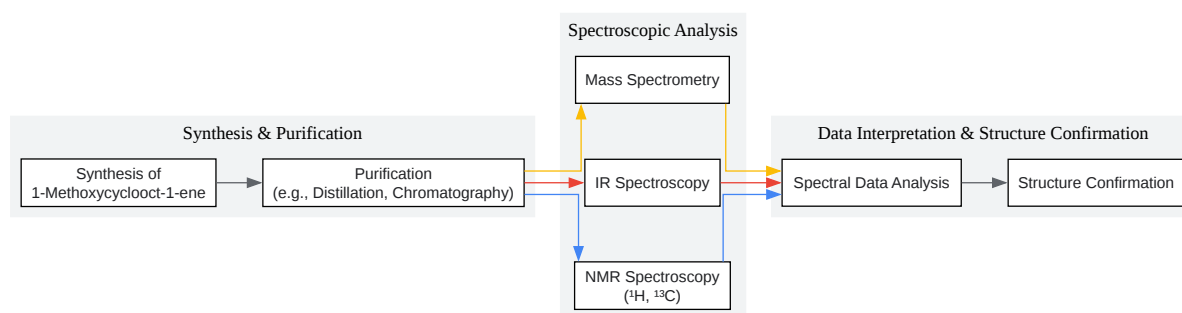 Synthesis & Purification
Synthesis of
1-Methoxycyclooct-1-ene
Purification
(e.g., Distillation, Chromatography)
Spectroscopic Analysis
Mass Spectrometry
IR Spectroscopy
NMR Spectroscopy
(¹H, ¹³C)
Data Interpretation & Structure Confirmation
Spectral Data Analysis
Structure Confirmation